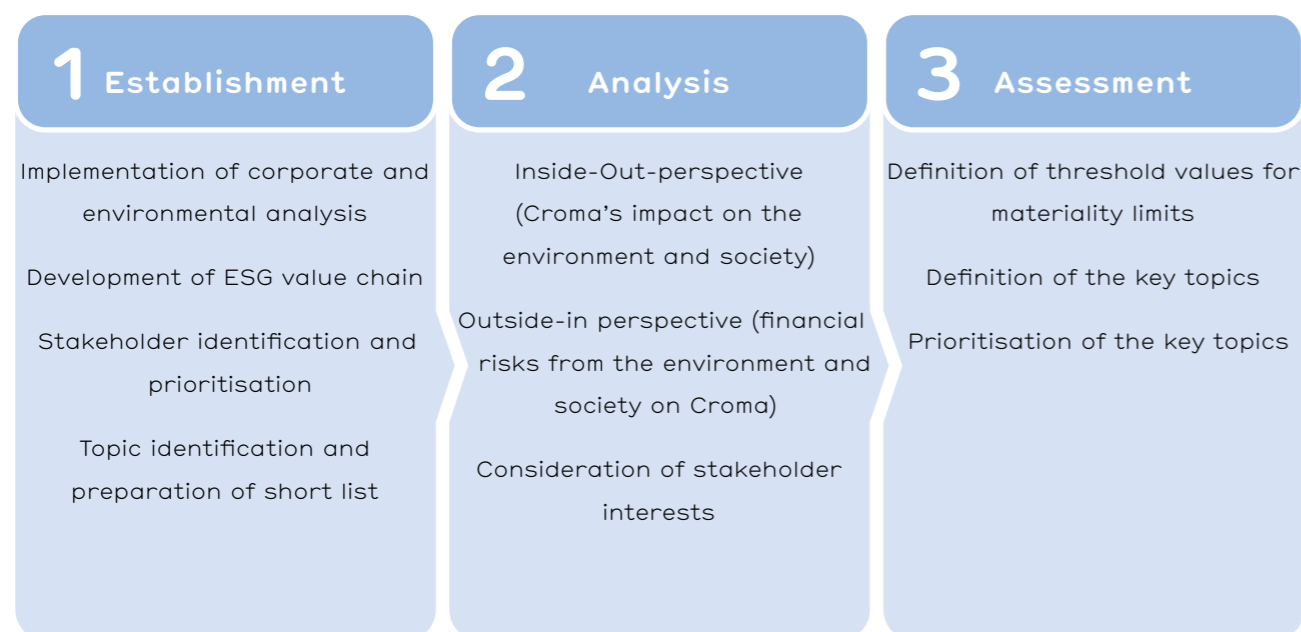 1 Establishment
Implementation of corporate and
environmental analysis
Development of ESG value chain
Stakeholder identification and
prioritisation
Topic identification and
preparation of short list
2 Analysis
Inside-Out-perspective
(Croma's impact on the
environment and society)
Outside-in perspective (financial
risks from the environment and
society on Croma)
Consideration of stakeholder
interests
3 Assessment
Definition of threshold values for
materiality limits
Definition of the key topics
Prioritisation of the key topics